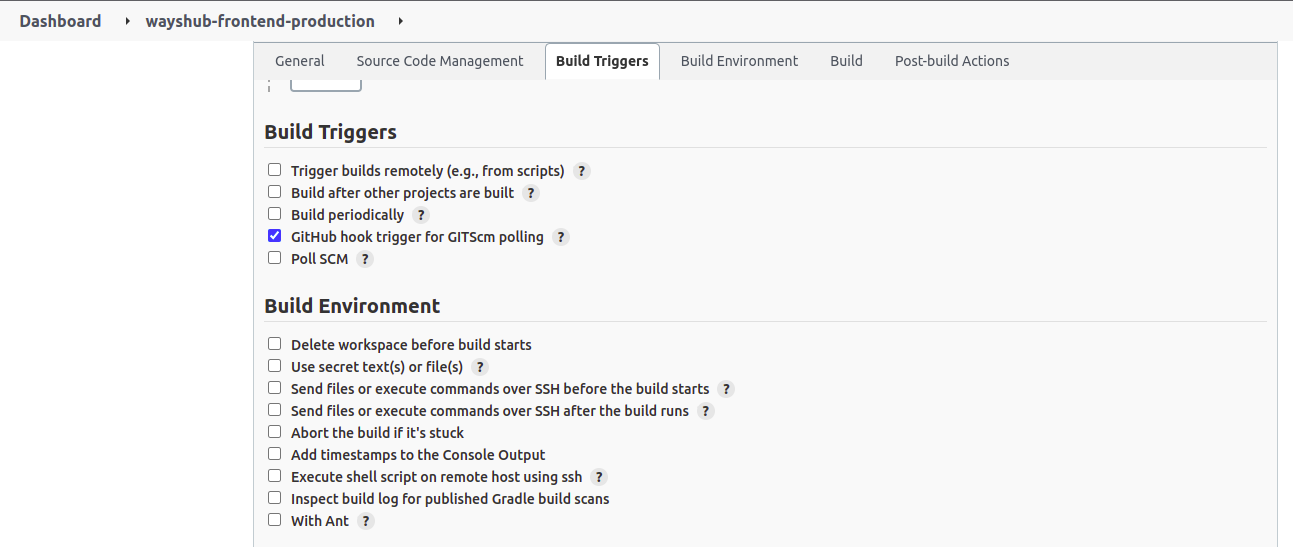 Dashboard wayshub-frontend-production
General Source Code Management Build Triggers Build Environment Build Post-build Actions
Build Triggers
Trigger builds remotely (e.g., from scripts) ?
Build after other projects are built ?
Build periodically ?
GitHub hook trigger for GITScm polling ?
Poll SCM ?
Build Environment
Delete workspace before build starts
Use secret text(s) or file(s) ?
Send files or execute commands over SSH before the build starts ?
Send files or execute commands over SSH after the build runs ?
Abort the build if it's stuck
Add timestamps to the Console Output
Execute shell script on remote host using ssh ?
Inspect build log for published Gradle build scans
With Ant ?